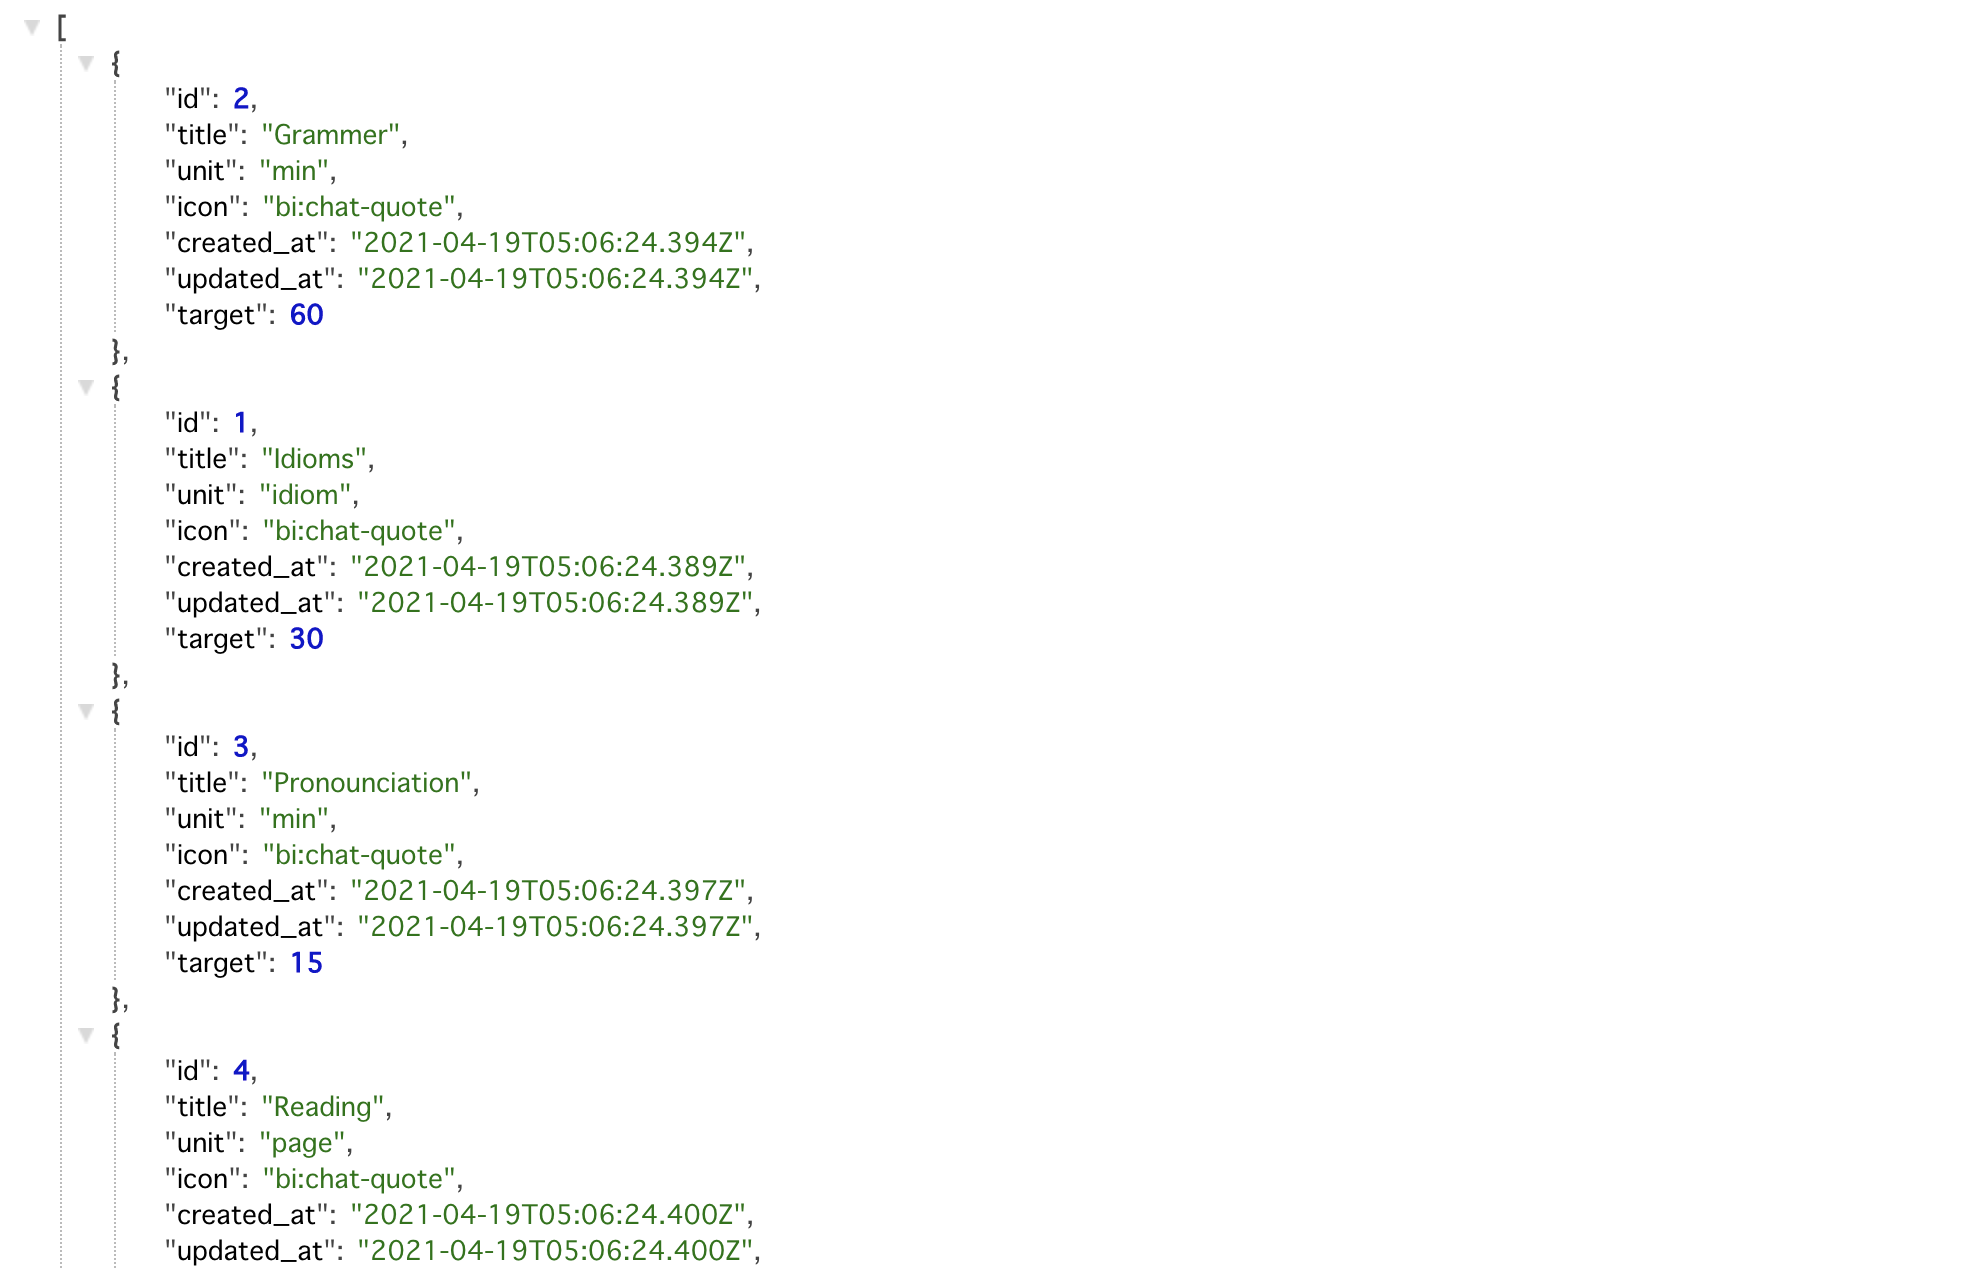 [
{
"id": 2,
"title": "Grammer",
"unit": "min",
"icon": "bi:chat-quote",
"created_at": "2021-04-19T05:06:24.394Z",
"updated_at": "2021-04-19T05:06:24.394Z",
"target": 60
},
{
"id": 1,
"title": "Idioms",
"unit": "idiom",
"icon": "bi:chat-quote",
"created_at": "2021-04-19T05:06:24.389Z",
"updated_at": "2021-04-19T05:06:24.389Z",
"target": 30
},
{
"id": 3,
"title": "Pronounciation",
"unit": "min",
"icon": "bi:chat-quote",
"created_at": "2021-04-19T05:06:24.397Z",
"updated_at": "2021-04-19T05:06:24.397Z",
"target": 15
},
{
"id": 4,
"title": "Reading",
"unit": "page",
"icon": "bi:chat-quote",
"created_at": "2021-04-19T05:06:24.400Z",
"updated_at": "2021-04-19T05:06:24.400Z",